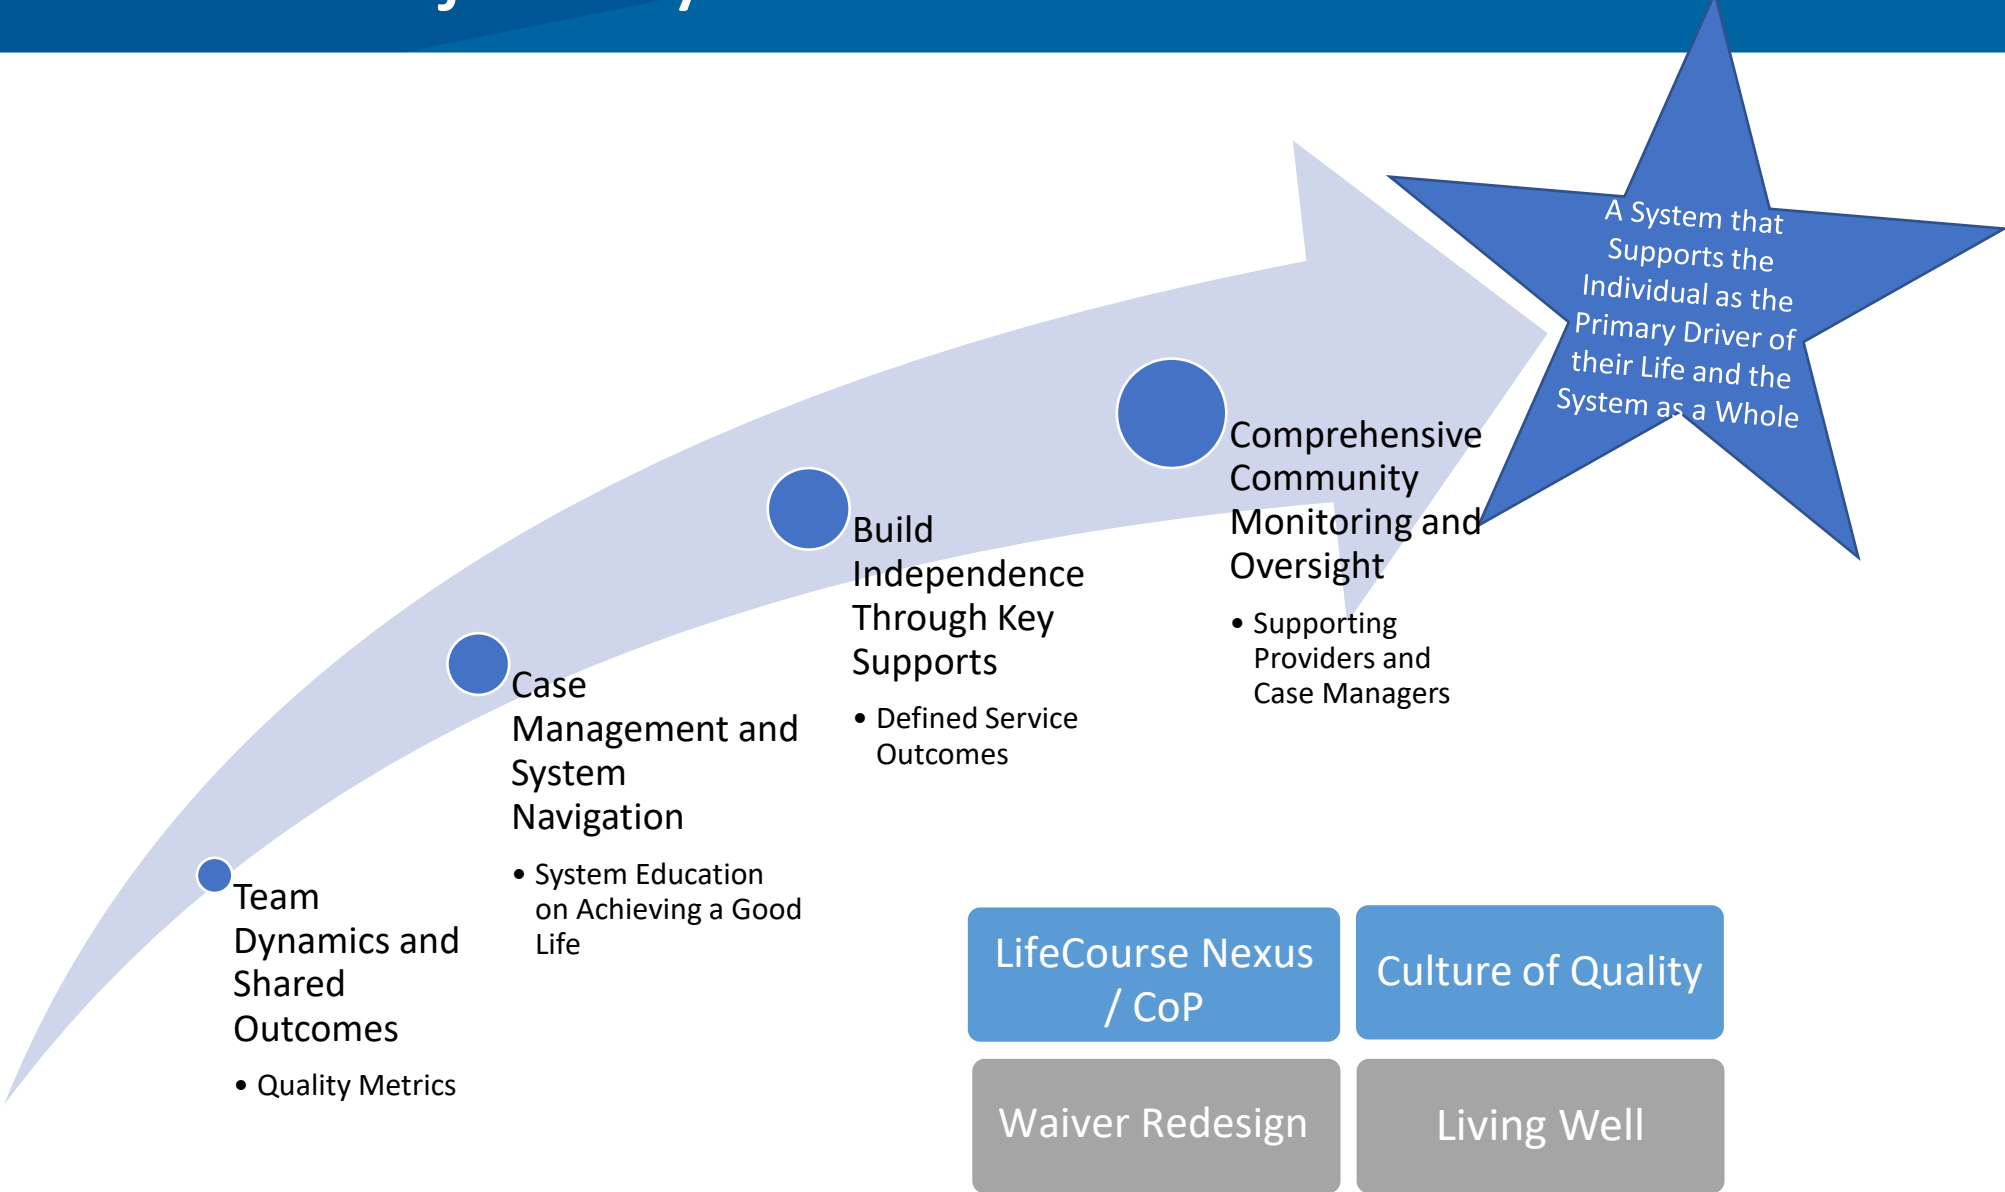 A System that
Supports the
Individual as the
Primary Driver of
their Life and the
System as a Whole
Comprehensive
Community
Monitoring and
Oversight
• Supporting
Providers and
Case Managers
Build
Independence
Through Key
Supports
• Defined Service
Outcomes
Case
Management and
System
Navigation
• System Education
on Achieving a Good
Life
Team
Dynamics and
Shared
Outcomes
• Quality Metrics
LifeCourse Nexus
/ CoP
Culture of Quality
Waiver Redesign
Living Well